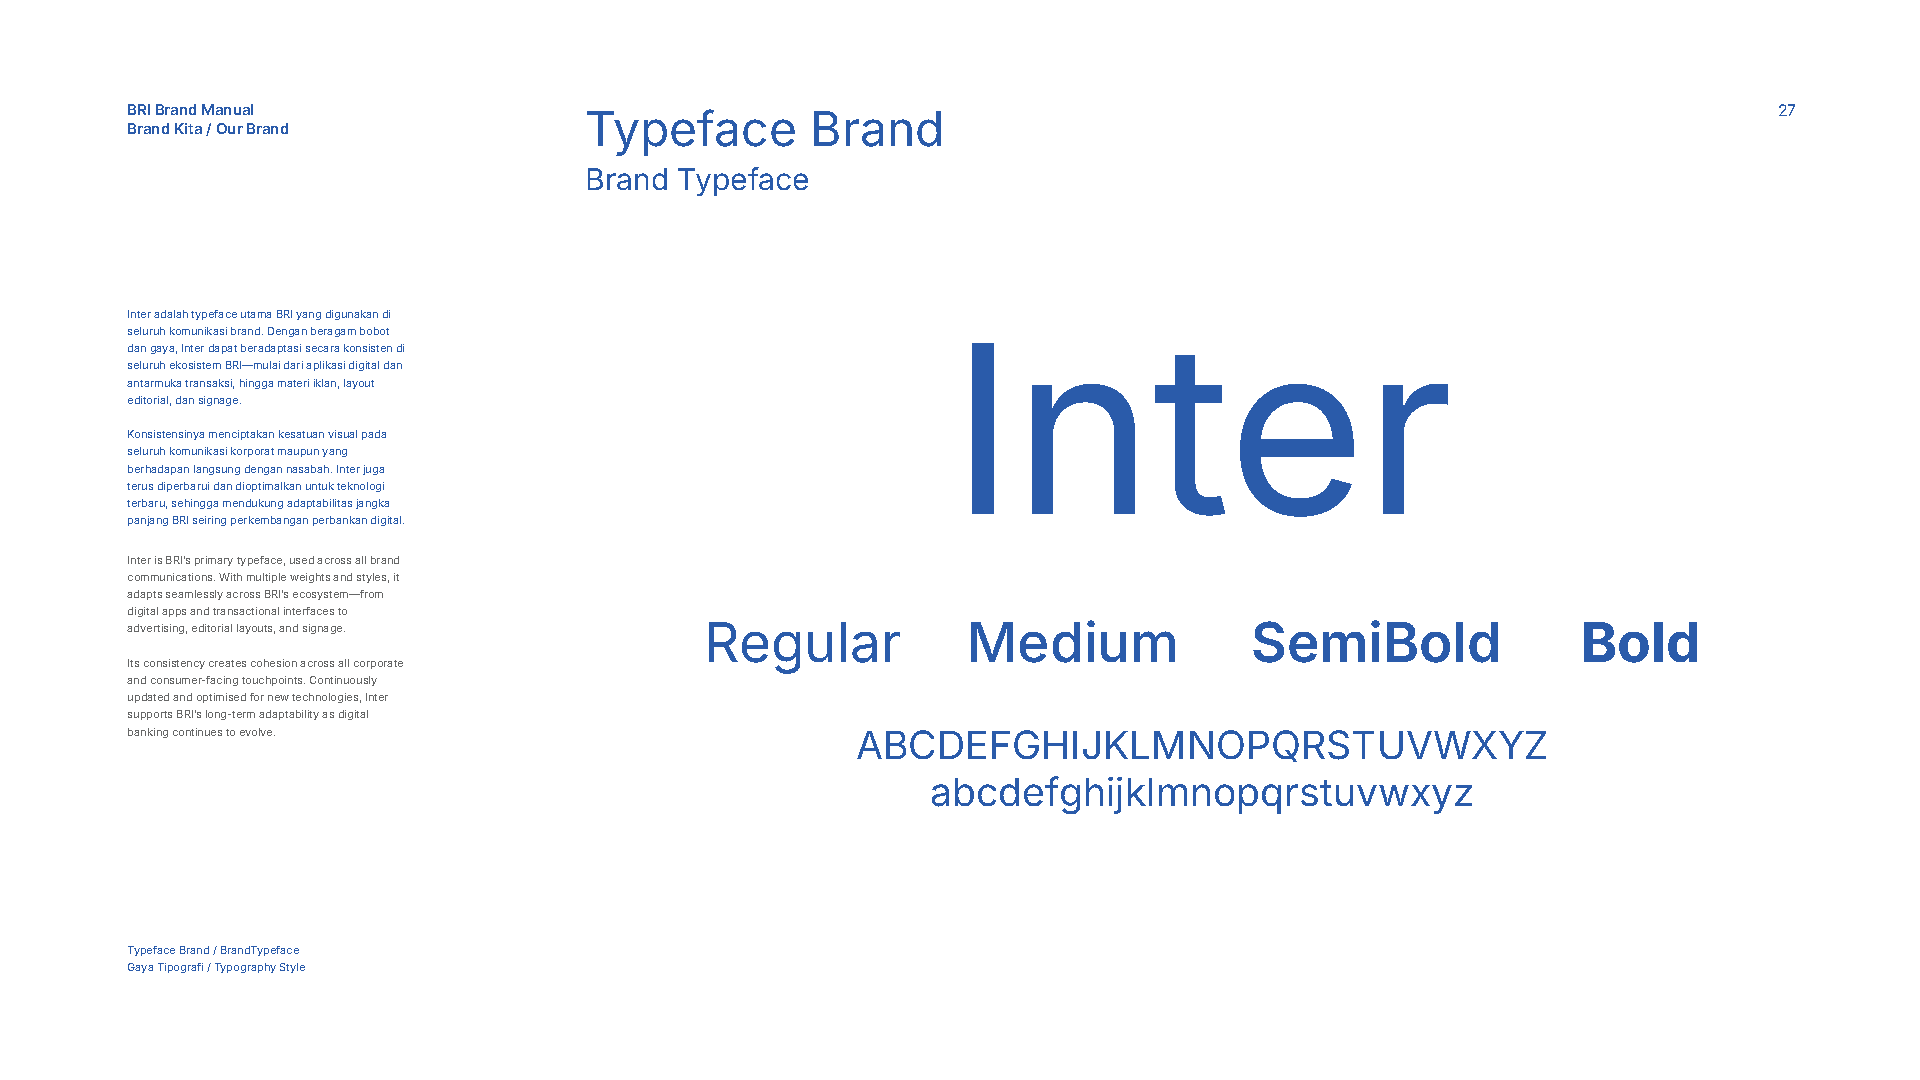 BRI Brand Manual
Brand Kita / Our Brand
Typeface Brand
Brand Typeface
27
Inter adalah typeface utama BRI yang digunakan di
seluruh komunikasi brand. Dengan beragam bobot
dan gaya, Inter dapat beradaptasi secara konsisten di
seluruh ekosistem BRI—mulai dari aplikasi digital dan
antarmuka transaksi, hingga materi iklan, layout
editorial, dan signage.
Konsistensinya menciptakan kesatuan visual pada
seluruh komunikasi korporat maupun yang
berhadapan langsung dengan nasabah. Inter juga
terus diperbarui dan dioptimalkan untuk teknologi
terbaru, sehingga mendukung adaptabilitas jangka
panjang BRI seiring perkembangan perbankan digital.
Inter is BRI's primary typeface, used across all brand
communications. With multiple weights and styles, it
adapts seamlessly across BRI's ecosystem—from
digital apps and transactional interfaces to
advertising, editorial layouts, and signage.
Its consistency creates cohesion across all corporate
and consumer-facing touchpoints. Continuously
updated and optimised for new technologies, Inter
supports BRI's long-term adaptability as digital
banking continues to evolve.
Inter
Regular Medium SemiBold Bold
ABCDEFGHIJKLMNOPQRSTUVWXYZ
abcdefghijklmnopqrstuvwxyz
Typeface Brand / BrandTypeface
Gaya Tipografi / Typography Style